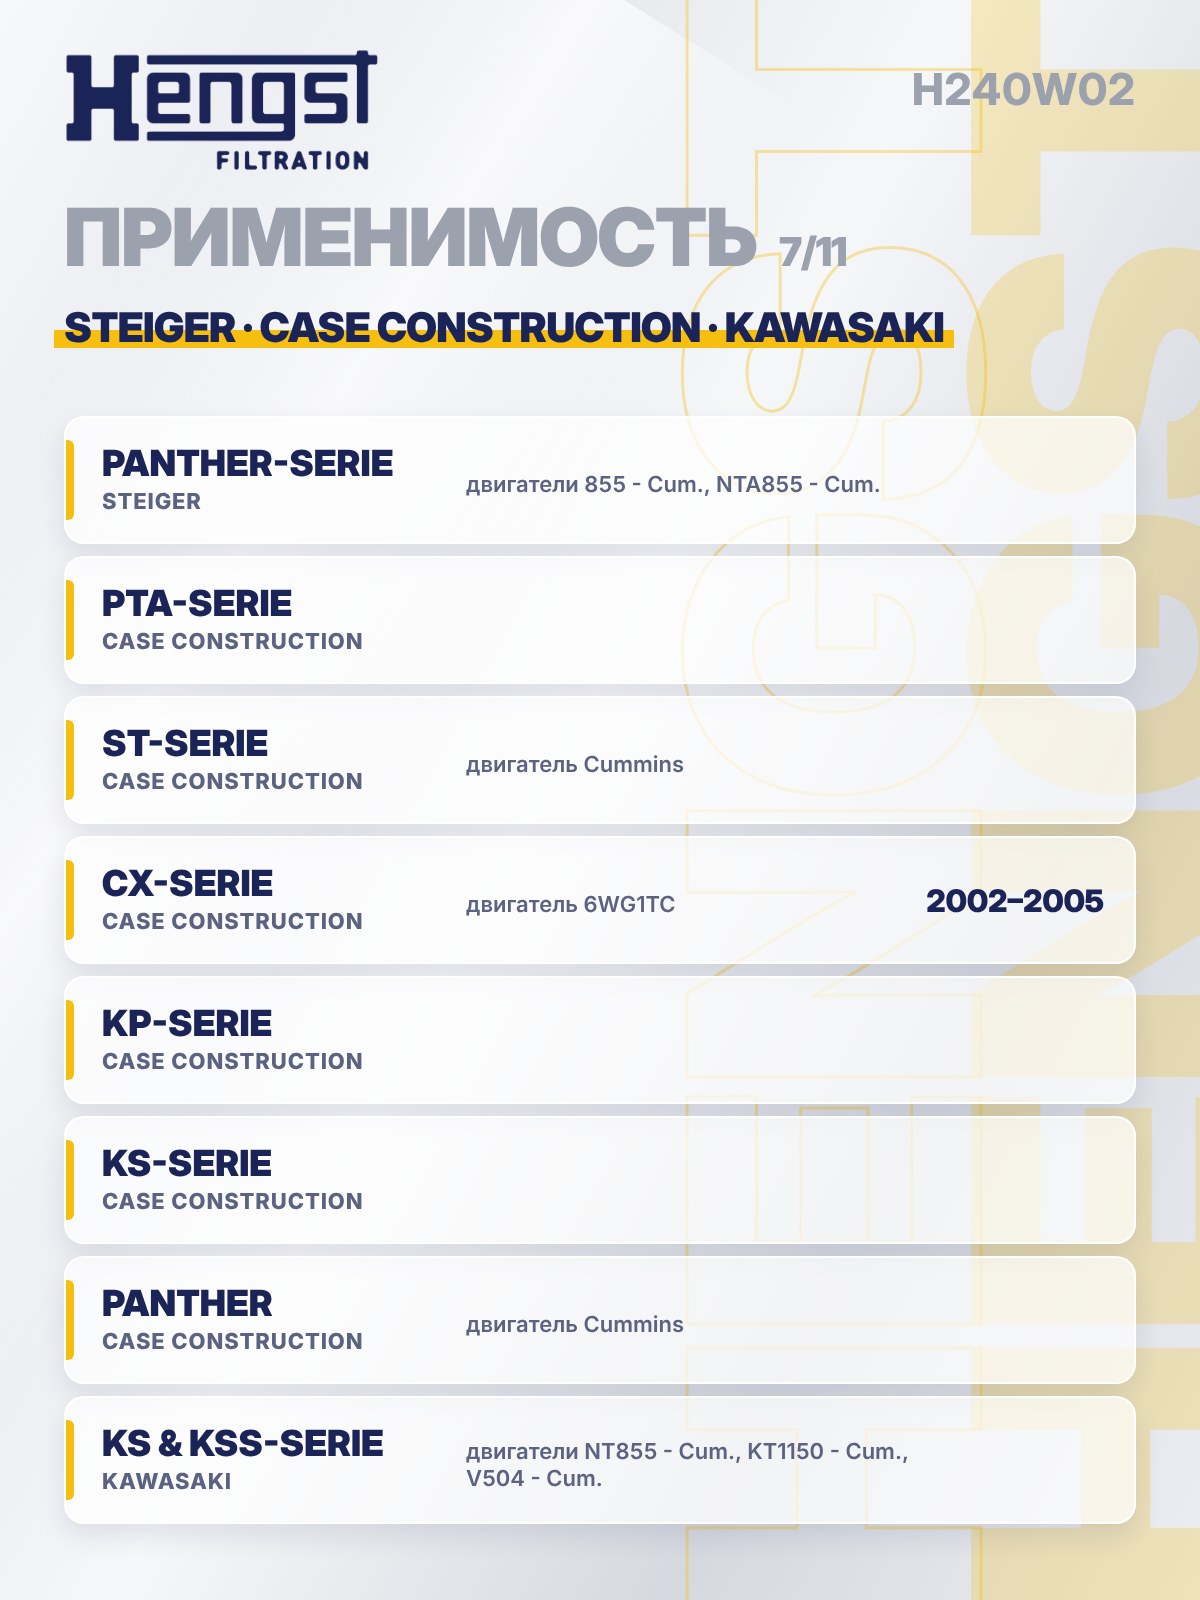 Hengst
FILTRATION
H240W02
ПРИМЕНИМОСТЬ 7/11
STEIGER · CASE CONSTRUCTION · KAWASAKI
PANTHER-SERIE
STEIGER
двигатели 855 - Cum., NTA855 - Cum.
PTA-SERIE
CASE CONSTRUCTION
ST-SERIE
CASE CONSTRUCTION
двигатель Cummins
CX-SERIE
CASE CONSTRUCTION
двигатель 6WG1TC
2002–2005
KP-SERIE
CASE CONSTRUCTION
KS-SERIE
CASE CONSTRUCTION
PANTHER
CASE CONSTRUCTION
двигатель Cummins
KS & KSS-SERIE
KAWASAKI
двигатели NT855 - Cum., KT1150 - Cum.,
V504 - Cum.
HENGST
HENGST